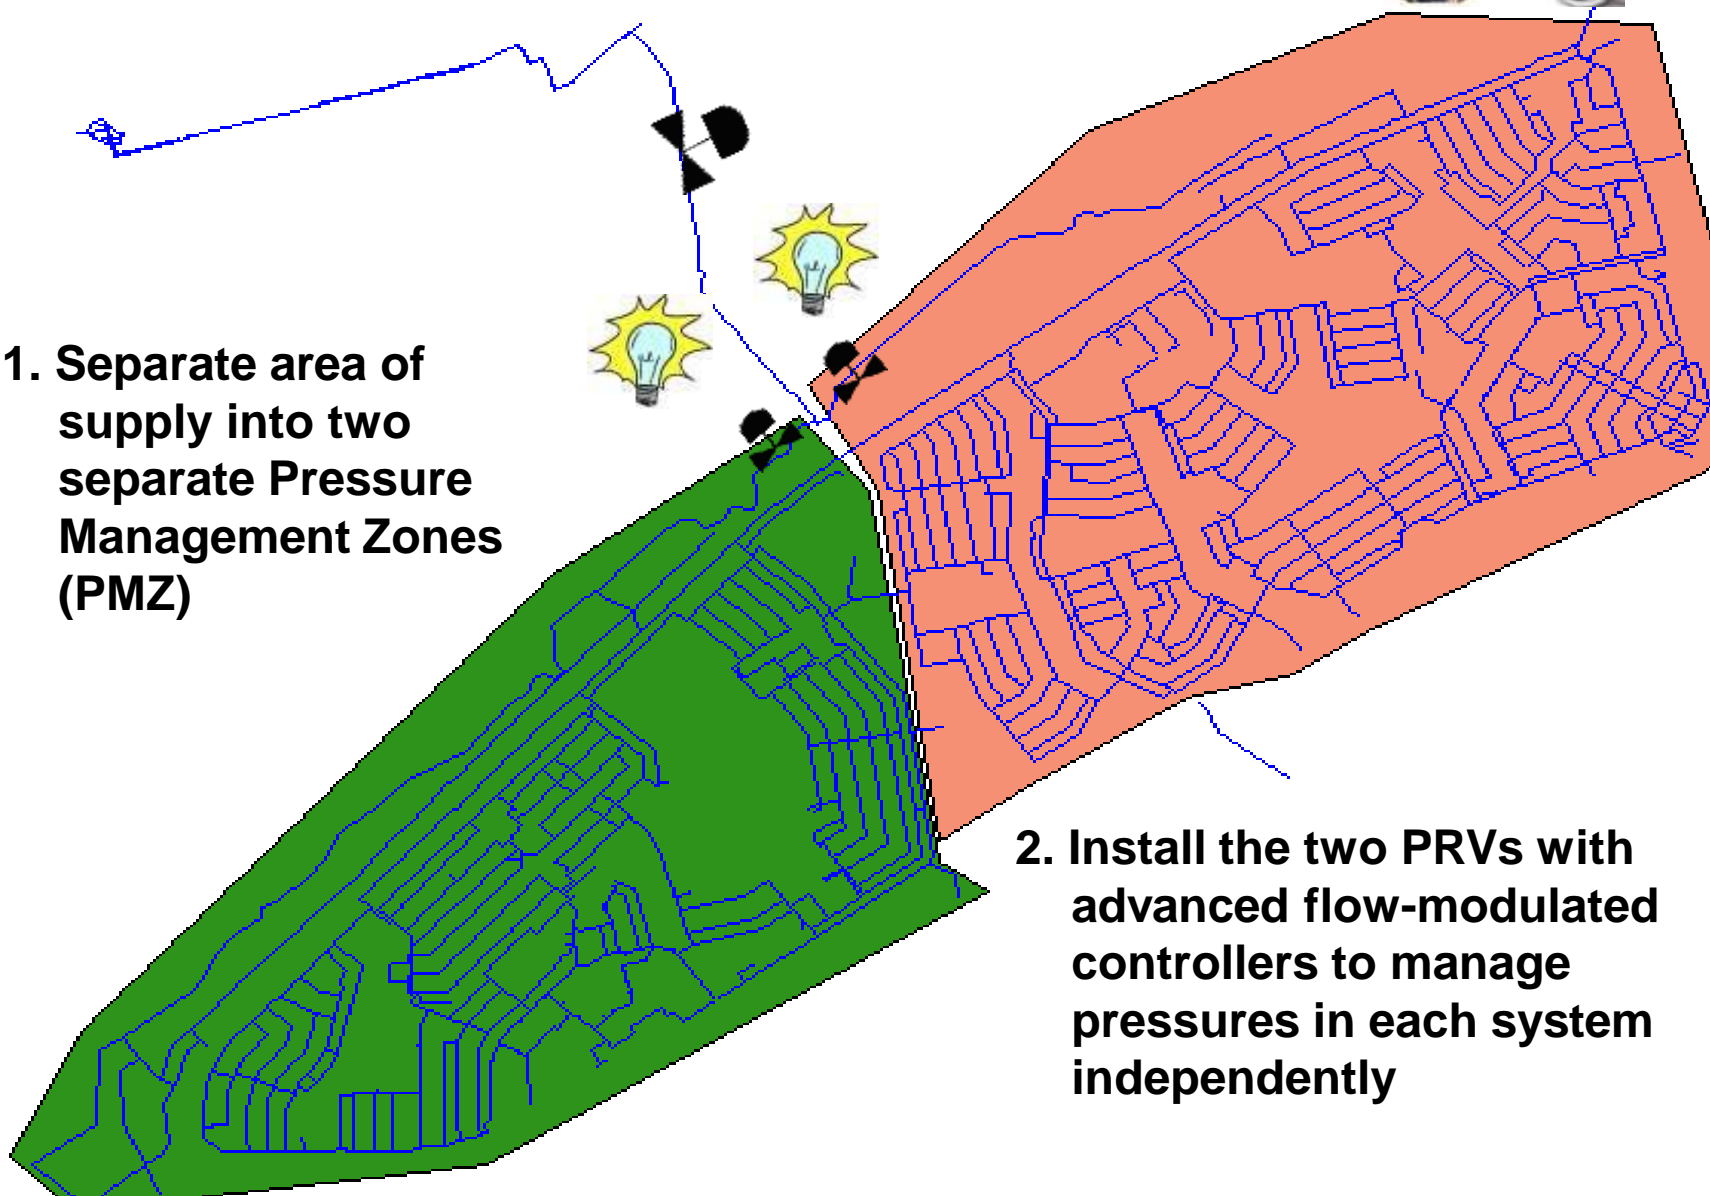 1. Separate area of
supply into two
separate Pressure
Management Zones
(PMZ)
2. Install the two PRVs with
advanced flow-modulated
controllers to manage
pressures in each system
independently